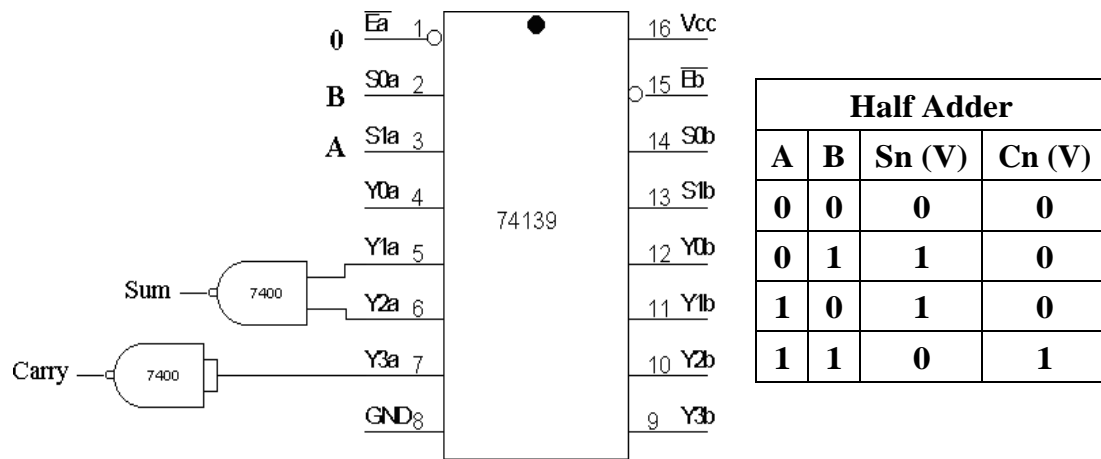 0 E̅a̅ 1 16 Vcc
B S0a 2 15 E̅b̅
A S1a 3 14 S0b
Y0a 4 13 S1b
74139
Y1a 5 12 Y0b
Sum 7400 Y2a 6 11 Y1b
Carry 7400 Y3a 7 10 Y2b
GND 8 9 Y3b
Half Adder
A B Sn (V) Cn (V)
0 0 0 0
0 1 1 0
1 0 1 0
1 1 0 1